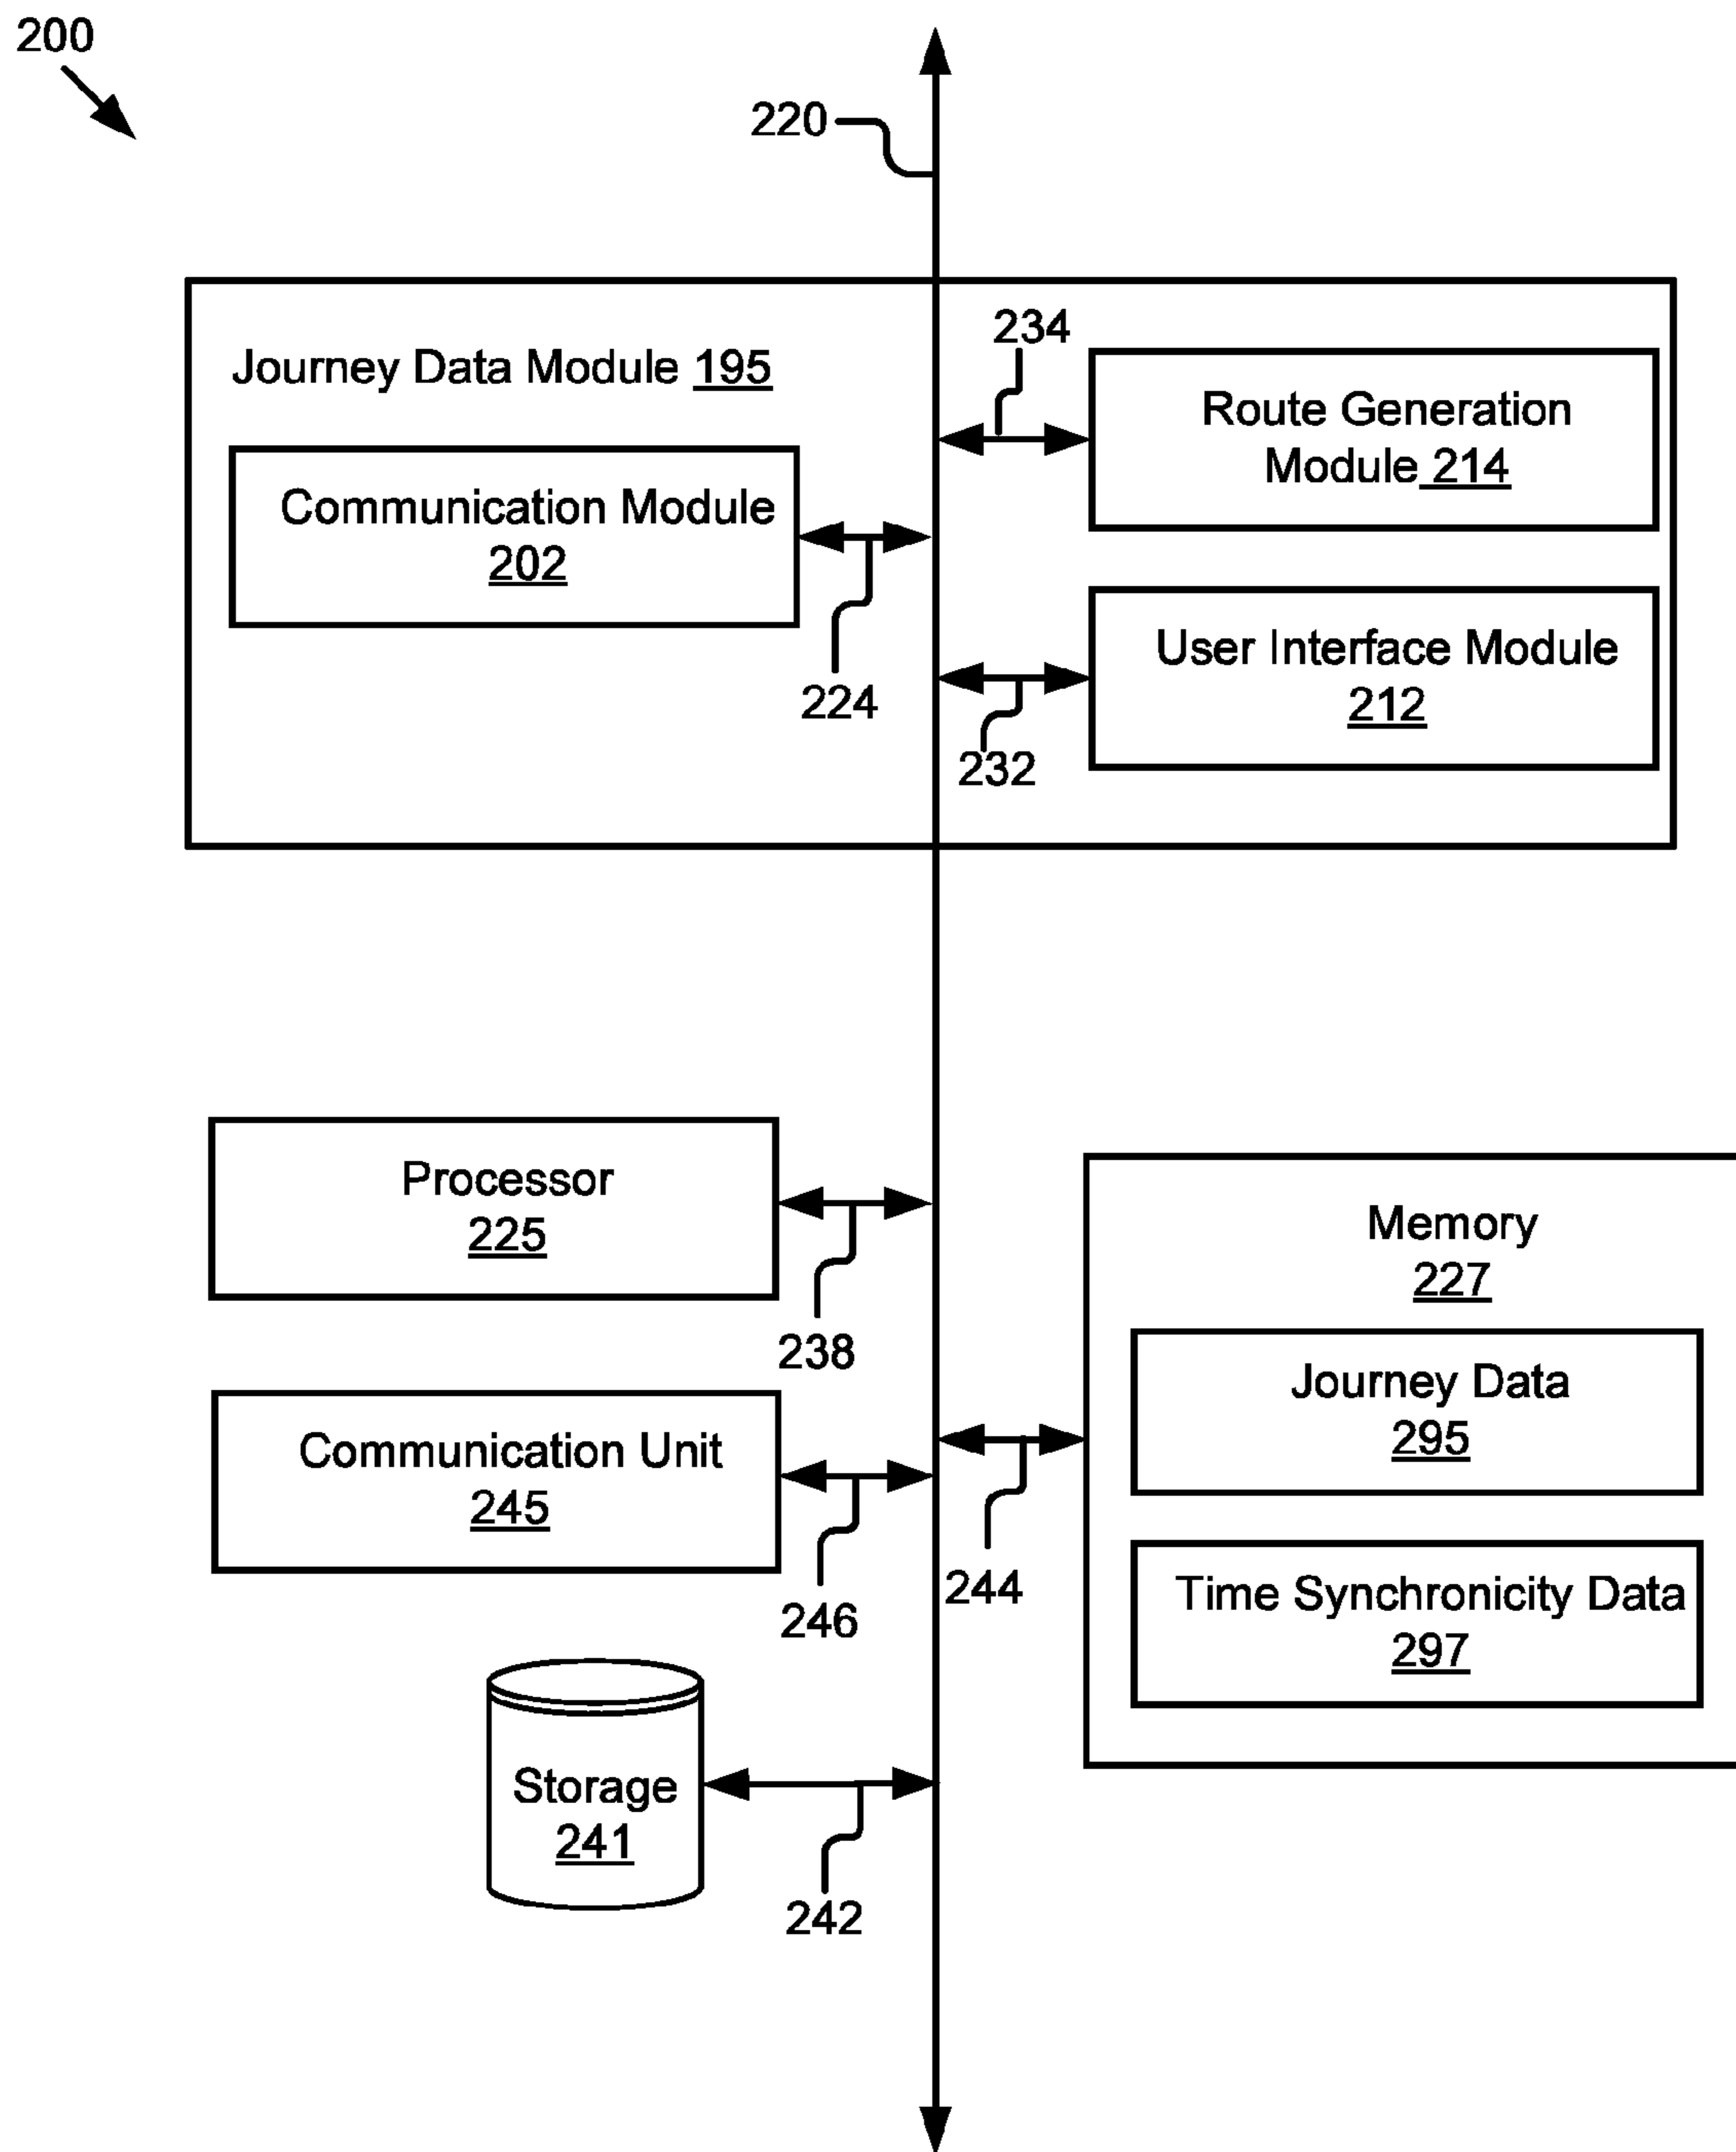 200
220
Journey Data Module 195
234
Route Generation
Module 214
Communication Module
202
224
User Interface Module
212
232
Processor
225
238
Memory
227
Journey Data
295
Communication Unit
245
246
244
Time Synchronicity Data
297
Storage
241
242